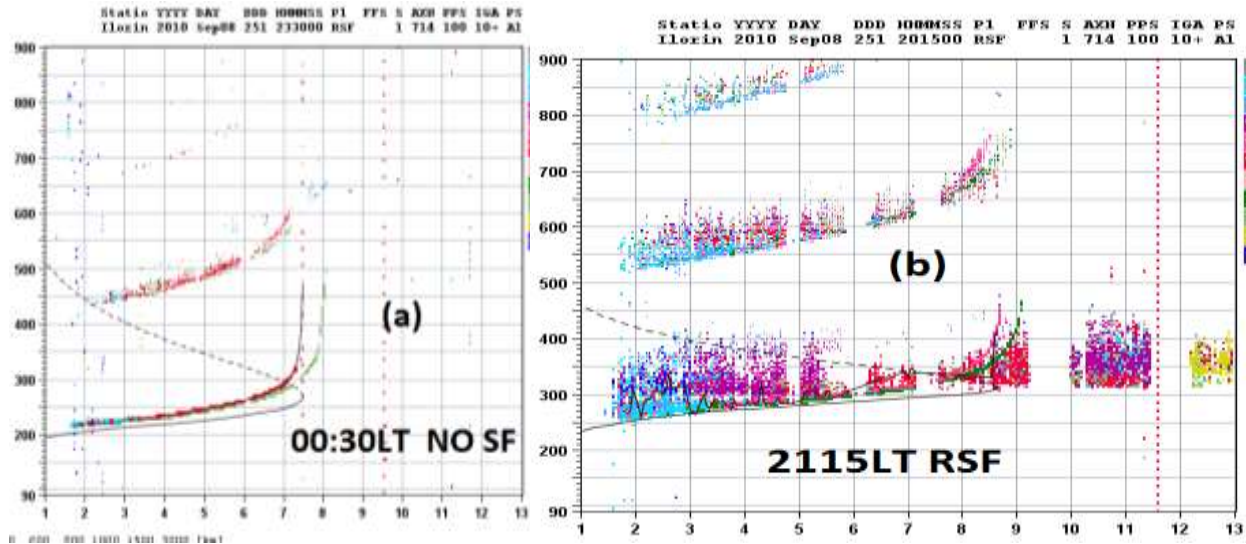 Statio YYYY DAY DDD HHMMSS P1 FFS S AXN PPS IGA PS
Ilorin 2010 Sep08 251 233000 RSF 1 714 100 10+ A1
900
800
700
600
500
400
300
200
90
1 2 3 4 5 6 7 8 9 10 11 12 13
(a)
00:30LT NO SF
Statio YYYY DAY DDD HHMMSS P1 FFS S AXN PPS IGA PS
Ilorin 2010 Sep08 251 201500 RSF 1 714 100 10+ A1
900
800
700
600
500
400
300
200
90
1 2 3 4 5 6 7 8 9 10 11 12 13
(b)
2115LT RSF